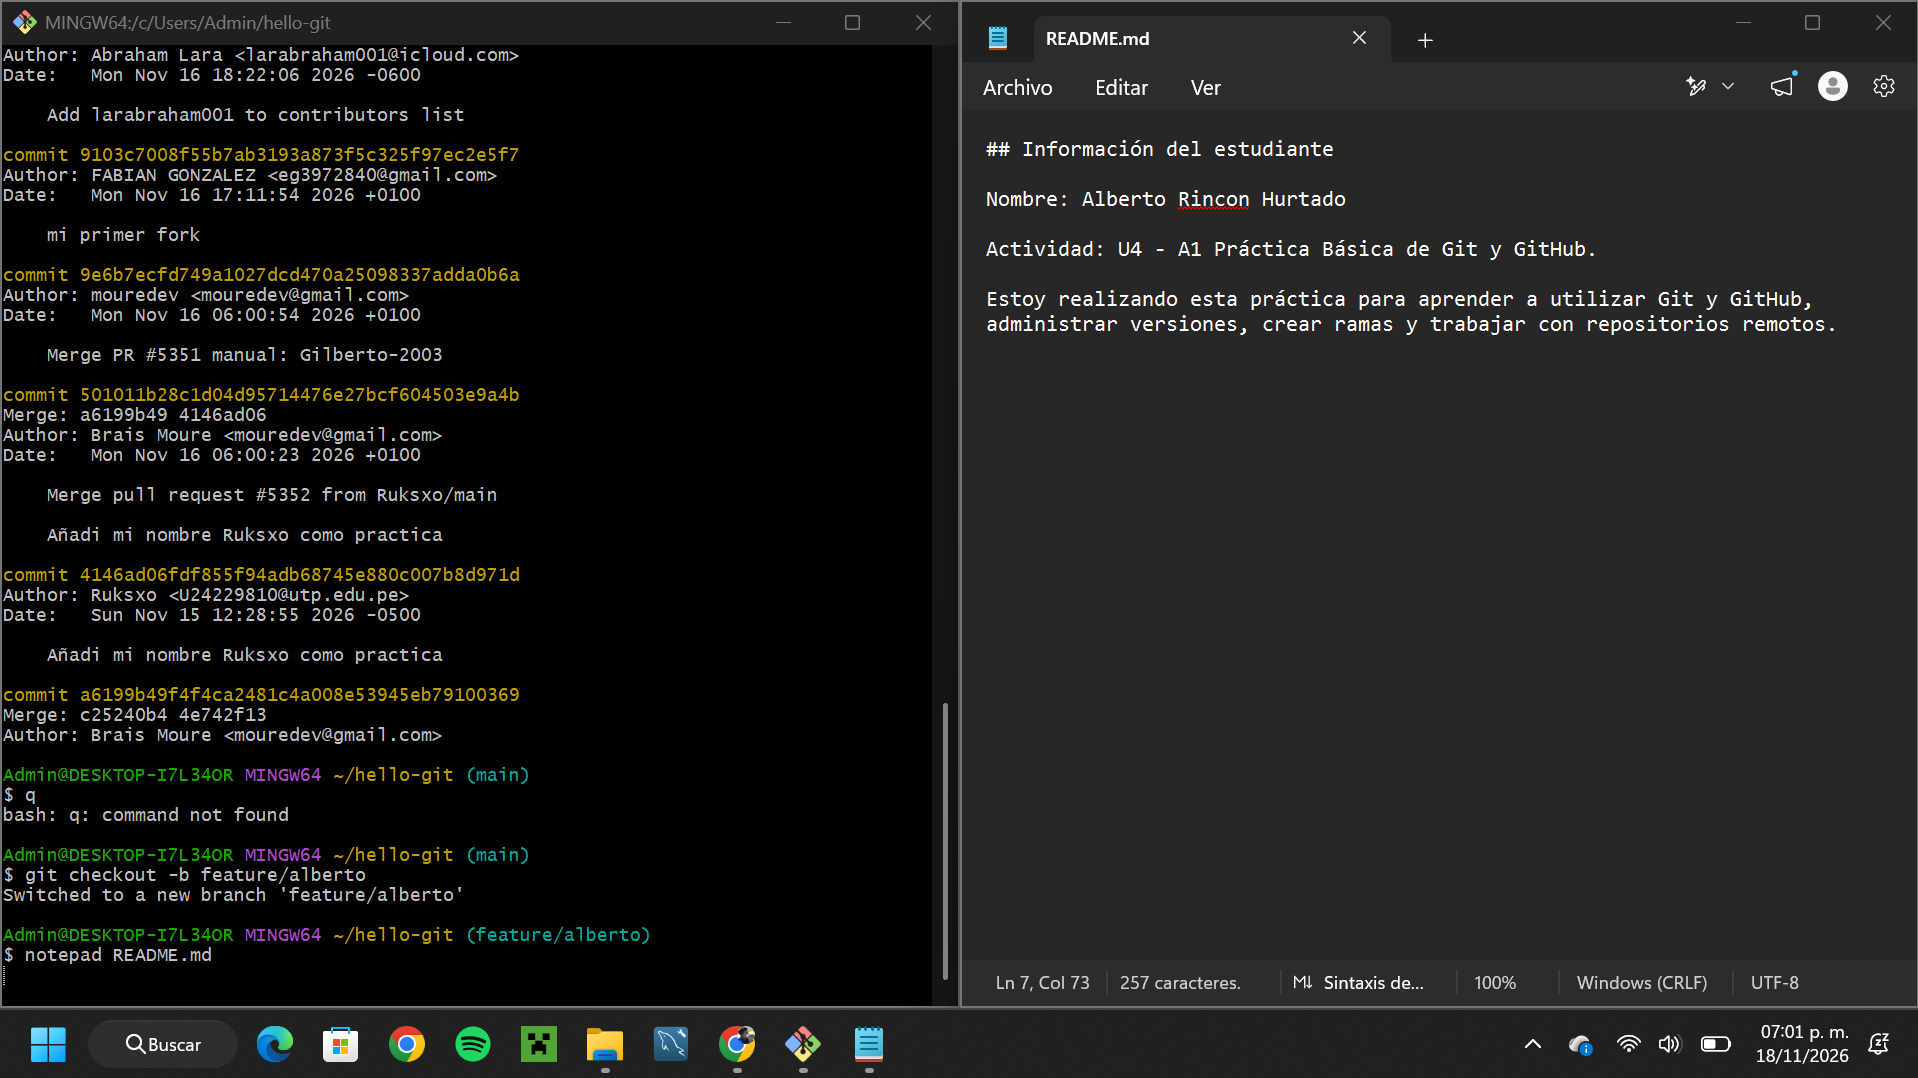 MINGW64:/c/Users/Admin/hello-git
Author: Abraham Lara <larabraham001@icloud.com>
Date:   Mon Nov 16 18:22:06 2026 -0600
    Add larabraham001 to contributors list
commit 9103c7008f55b7ab3193a873f5c325f97ec2e5f7
Author: FABIAN GONZALEZ <eg3972840@gmail.com>
Date:   Mon Nov 16 17:11:54 2026 +0100
    mi primer fork
commit 9e6b7ecfd749a1027dcd470a25098337adda0b6a
Author: mouredev <mouredev@gmail.com>
Date:   Mon Nov 16 06:00:54 2026 +0100
    Merge PR #5351 manual: Gilberto-2003
commit 501011b28c1d04d95714476e27bcf604503e9a4b
Merge: a6199b49 4146ad06
Author: Brais Moure <mouredev@gmail.com>
Date:   Mon Nov 16 06:00:23 2026 +0100
    Merge pull request #5352 from Ruksxo/main
    Añadi mi nombre Ruksxo como practica
commit 4146ad06fdf855f94adb68745e880c007b8d971d
Author: Ruksxo <U24229810@utp.edu.pe>
Date:   Sun Nov 15 12:28:55 2026 -0500
    Añadi mi nombre Ruksxo como practica
commit a6199b49f4f4ca2481c4a008e53945eb79100369
Merge: c25240b4 4e742f13
Author: Brais Moure <mouredev@gmail.com>
Admin@DESKTOP-I7L34OR MINGW64 ~/hello-git (main)
$ q
bash: q: command not found
Admin@DESKTOP-I7L34OR MINGW64 ~/hello-git (main)
$ git checkout -b feature/alberto
Switched to a new branch 'feature/alberto'
Admin@DESKTOP-I7L34OR MINGW64 ~/hello-git (feature/alberto)
$ notepad README.md
README.md
Archivo Editar Ver
## Información del estudiante
Nombre: Alberto Rincon Hurtado
Actividad: U4 - A1 Práctica Básica de Git y GitHub.
Estoy realizando esta práctica para aprender a utilizar Git y GitHub,
administrar versiones, crear ramas y trabajar con repositorios remotos.
Ln 7, Col 73 257 caracteres. M↓ Sintaxis de... 100% Windows (CRLF) UTF-8
Buscar
07:01 p. m.
18/11/2026